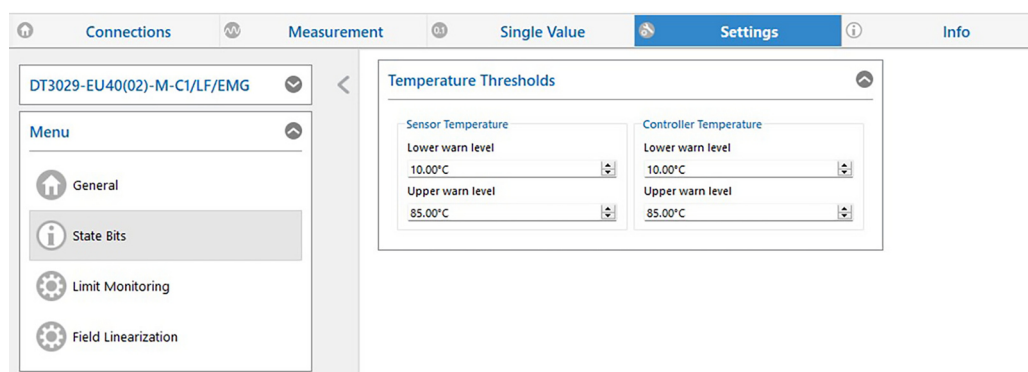 Connections
0.1
Measurement
Single Value
Settings
Info
DT3029-EU40(02)-M-C1/LF/EMG
Menu
General
State Bits
Limit Monitoring
Field Linearization
Temperature Thresholds
Sensor Temperature
Lower warn level
10.00°C
Upper warn level
85.00°C
Controller Temperature
Lower warn level
10.00°C
Upper warn level
85.00°C